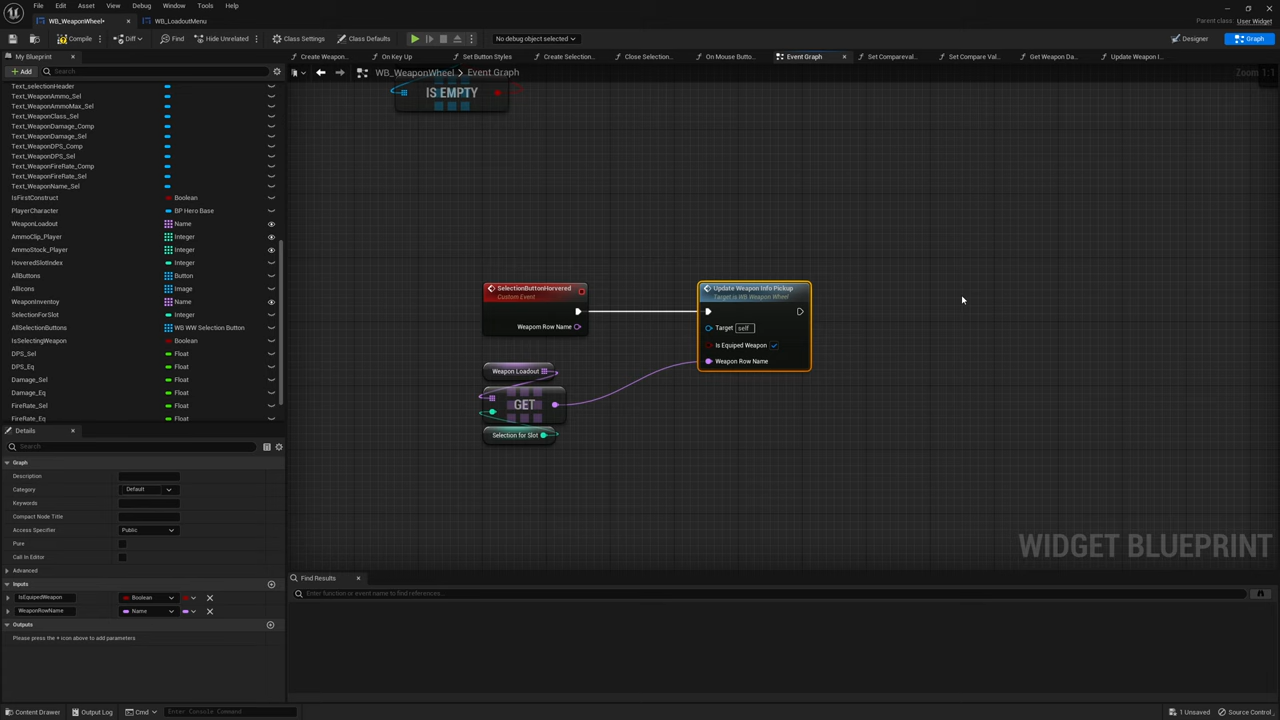 File Edit Asset View Debug Window Tools Help
WB_WeaponWheel* WB_LoadoutMenu Parent class: User Widget
Compile Diff Find Hide Unrelated Class Settings Class Defaults No debug object selected Designer Graph
My Blueprint Create Weapon... On Key Up Set Button Styles Create Selection... Close Selection... On Mouse Butto... Event Graph Set Compareval... Set Compare Val... Get Weapon Da... Update Weapon I...
Add Search WB_WeaponWheel Event Graph Zoom 1:1
Text_selectionHeader
Text_WeaponAmmo_Sel
Text_WeaponAmmoMax_Sel
Text_WeaponClass_Sel
Text_WeaponDamage_Comp
Text_WeaponDamage_Sel
Text_WeaponDPS_Comp
Text_WeaponDPS_Sel
Text_WeaponFireRate_Comp
Text_WeaponFireRate_Sel
Text_WeaponName_Sel
IsFirstConstruct Boolean
PlayerCharacter BP Hero Base
WeaponLoadout Name
AmmoClip_Player Integer
AmmoStock_Player Integer
HoveredSlotIndex Integer
AllButtons Button
AllIcons Image
WeaponInventoy Name
SelectionForSlot Integer
AllSelectionButtons WB WW Selection Button
IsSelectingWeapon Boolean
DPS_Sel Float
DPS_Eq Float
Damage_Sel Float
Damage_Eq Float
FireRate_Sel Float
FireRate_Eq Float
IS EMPTY
SelectionButtonHorvered
Custom Event
Weapom Row Name
Update Weapon Info Pickup
Target is WB Weapon Wheel
Target self
Is Equiped Weapon
Weapon Row Name
Weapon Loadout
GET
Selection for Slot
WIDGET BLUEPRINT
Details
Search
Graph
Description
Category Default
Keywords
Compact Node Title
Access Specifier Public
Pure
Call In Editor
Advanced
Inputs
IsEquipedWeapon Boolean
WeaponRowName Name
Outputs
Please press the + icon above to add parameters
Find Results
Enter function or event name to find references...
Content Drawer Output Log Cmd Enter Console Command 1 Unsaved Source Control